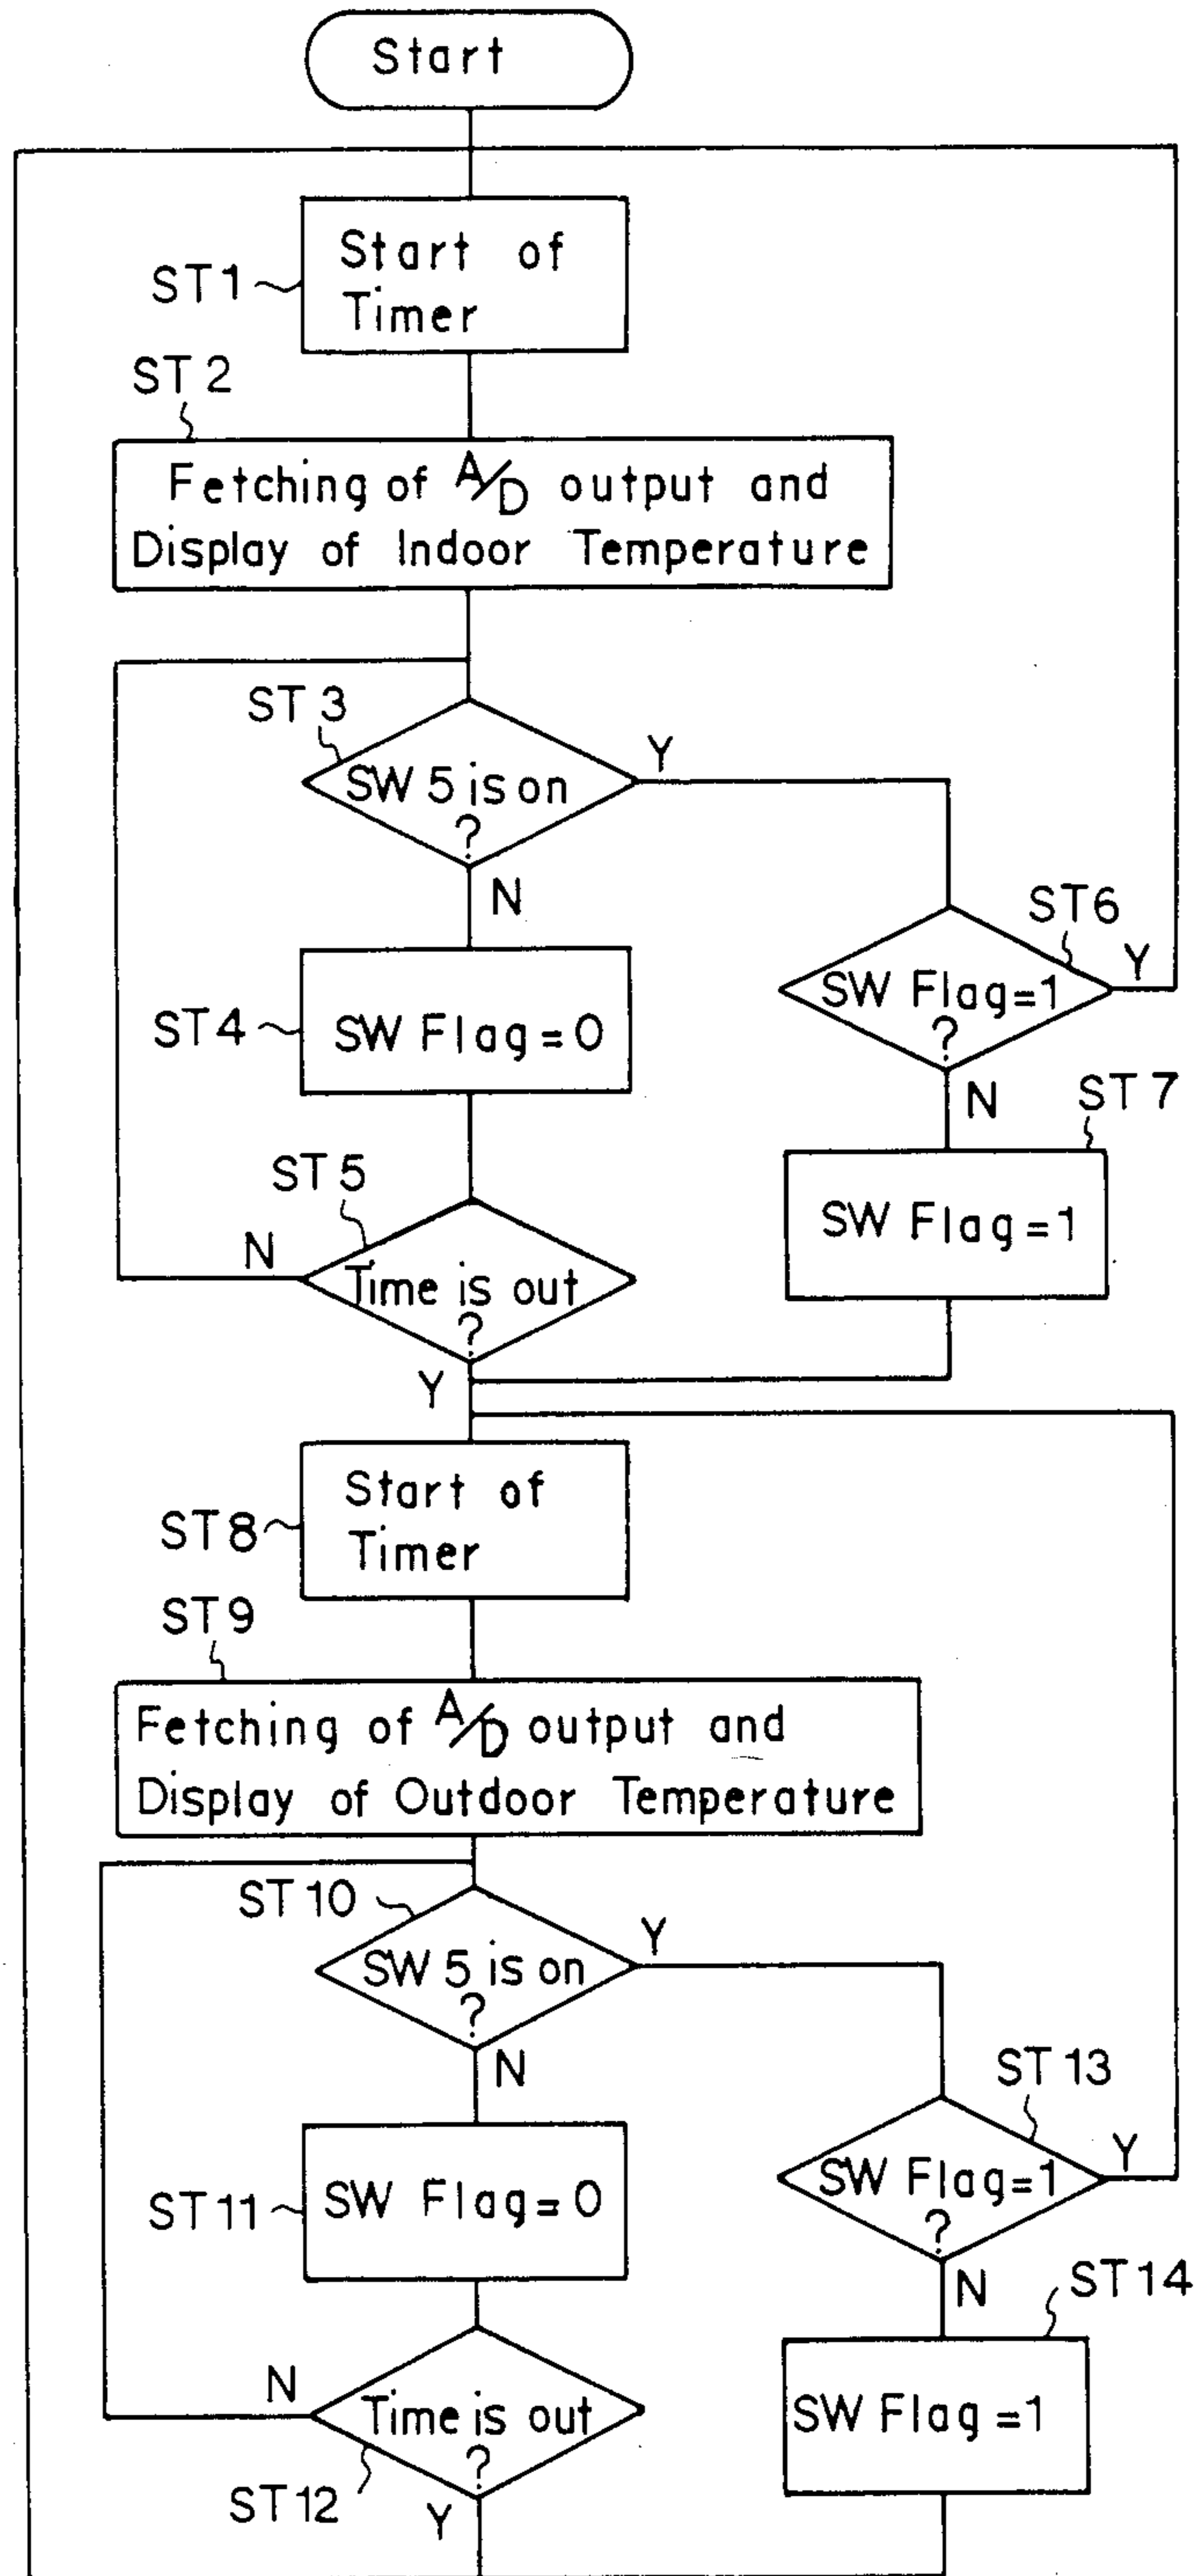 Start
ST1
Start of
Timer
ST2
Fetching of A/D output and
Display of Indoor Temperature
ST3
SW 5 is on
?
Y
N
ST6
SW Flag=1
?
Y
N
ST4
SW Flag=0
ST7
SW Flag=1
ST5
N
Time is out
?
Y
ST8
Start of
Timer
ST9
Fetching of A/D output and
Display of Outdoor Temperature
ST10
SW 5 is on
?
Y
N
ST13
SW Flag=1
?
Y
N
ST11
SW Flag=0
ST14
SW Flag=1
N
Time is out
?
ST12
Y